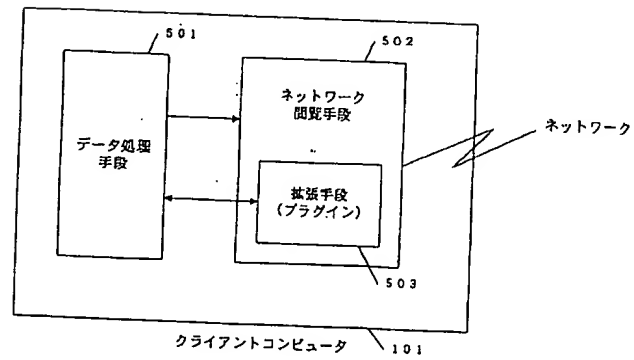 501
502
データ処理
手段
ネットワーク
閲覧手段
ネットワーク
拡張手段
(プラグイン)
503
クライアントコンピュータ
101